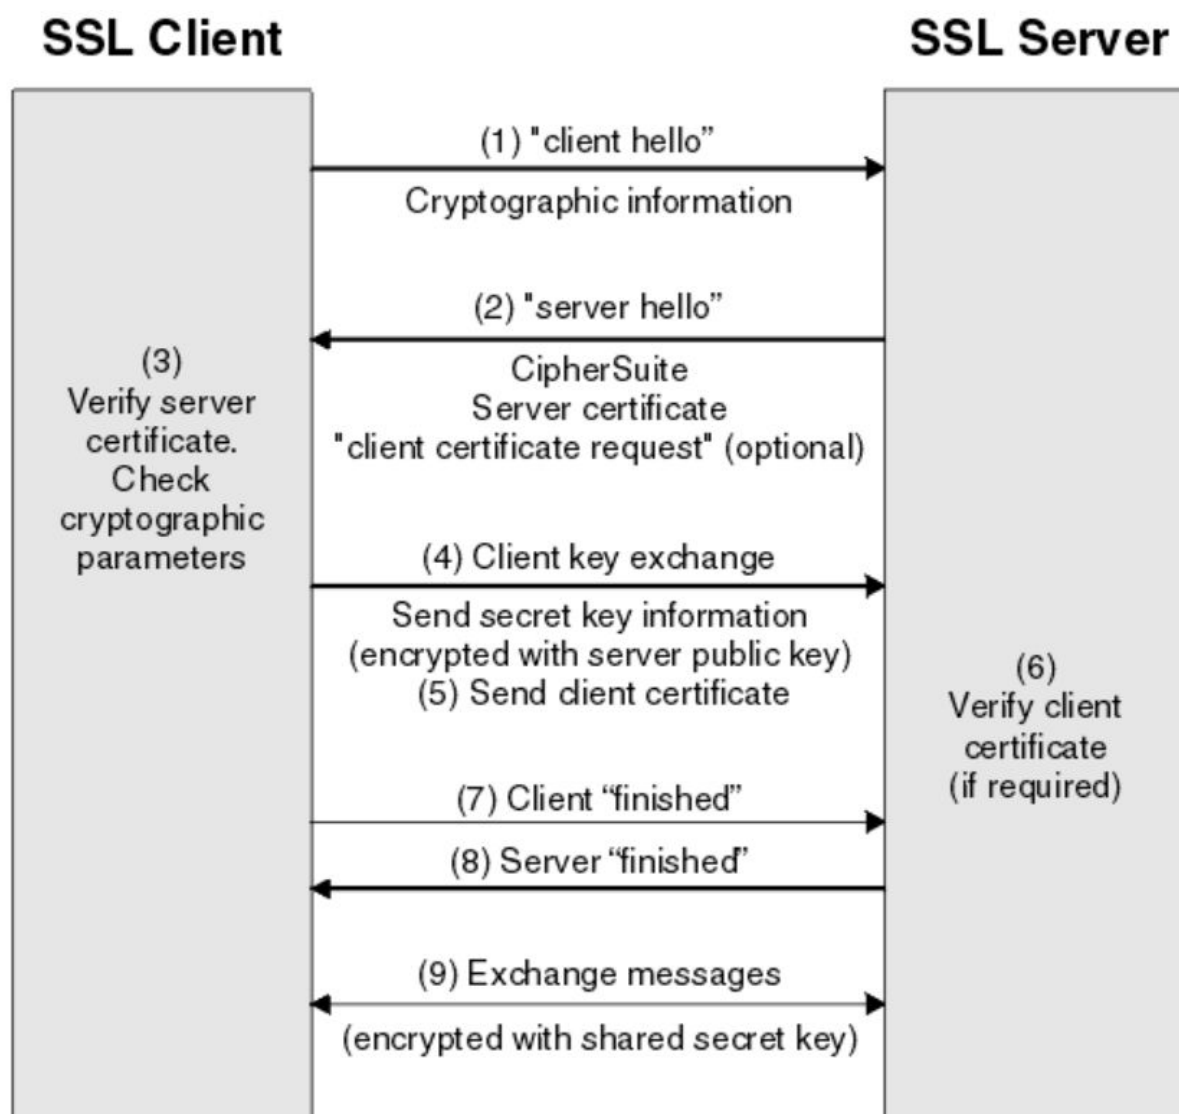 SSL Client
SSL Server
(1) "client hello”
Cryptographic information
(2) "server hello”
CipherSuite
Server certificate
"client certificate request" (optional)
(3)
Verify server
certificate.
Check
cryptographic
parameters
(4) Client key exchange
Send secret key information
(encrypted with server public key)
(5) Send client certificate
(6)
Verify client
certificate
(if required)
(7) Client “finished”
(8) Server “finished”
(9) Exchange messages
(encrypted with shared secret key)